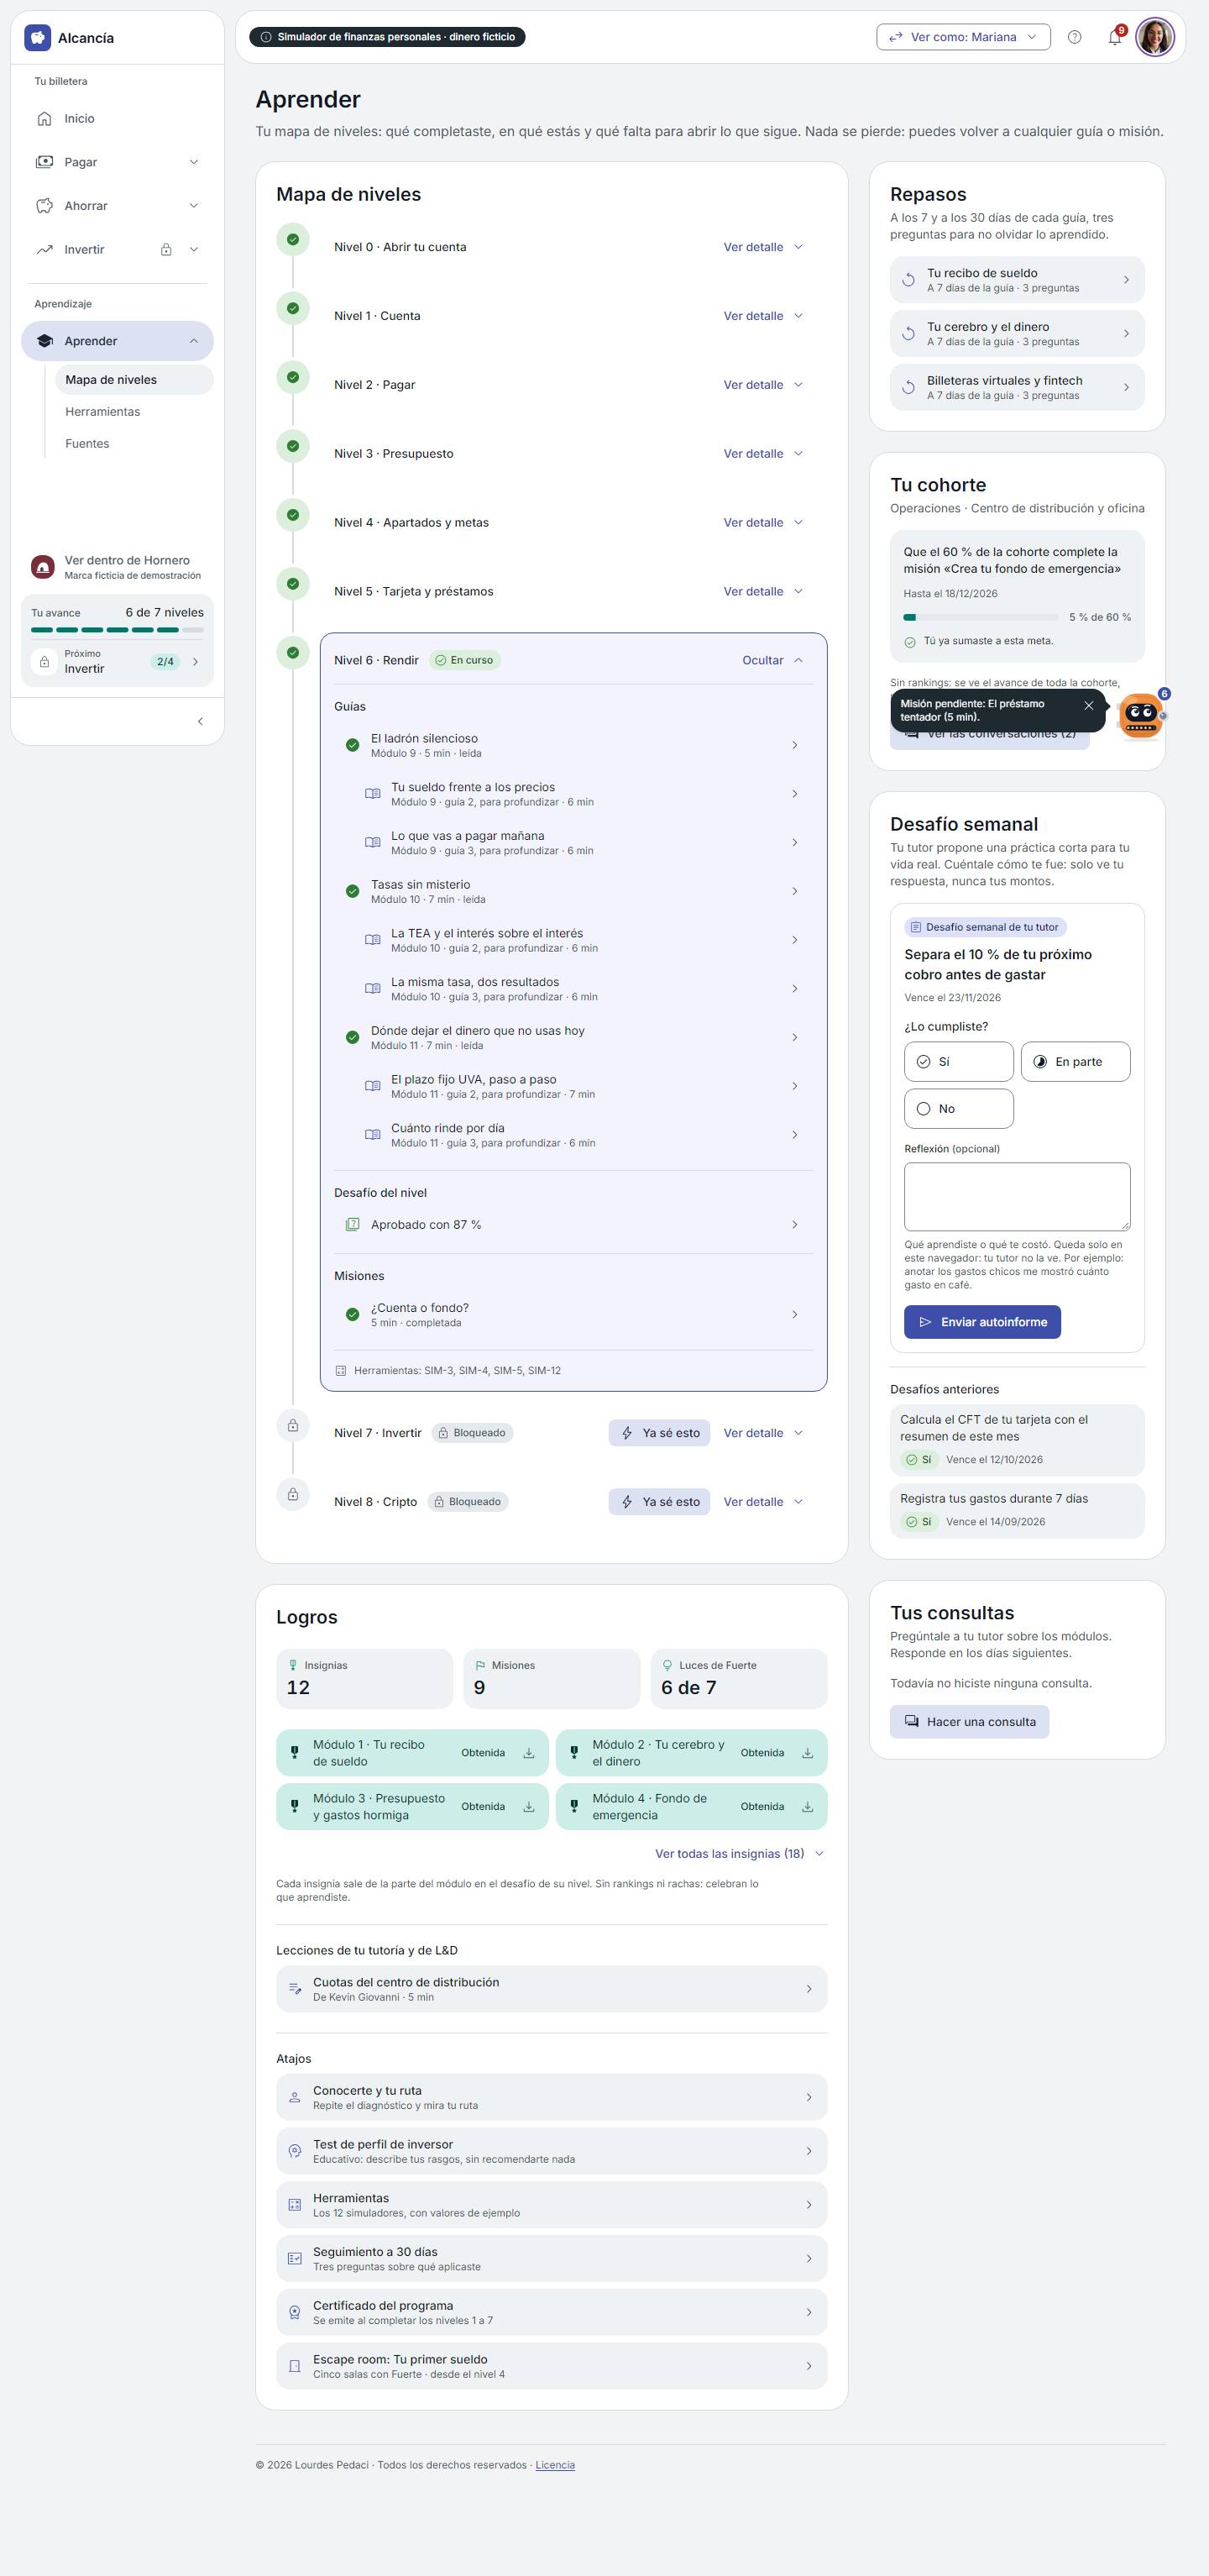 Alcancía
Simulador de finanzas personales · dinero ficticio
Ver como: Mariana
9
Tu billetera
Inicio
Pagar
Ahorrar
Invertir
Aprendizaje
Aprender
Mapa de niveles
Herramientas
Fuentes
Ver dentro de Hornero
Marca ficticia de demostración
Tu avance
6 de 7 niveles
Próximo
Invertir
2/4
Aprender
Tu mapa de niveles: qué completaste, en qué estás y qué falta para abrir lo que sigue. Nada se pierde: puedes volver a cualquier guía o misión.
Mapa de niveles
Nivel 0 · Abrir tu cuenta
Ver detalle
Nivel 1 · Cuenta
Ver detalle
Nivel 2 · Pagar
Ver detalle
Nivel 3 · Presupuesto
Ver detalle
Nivel 4 · Apartados y metas
Ver detalle
Nivel 5 · Tarjeta y préstamos
Ver detalle
Nivel 6 · Rendir
En curso
Ocultar
Guías
El ladrón silencioso
Módulo 9 · 5 min · leída
Tu sueldo frente a los precios
Módulo 9 · guía 2, para profundizar · 6 min
Lo que vas a pagar mañana
Módulo 9 · guía 3, para profundizar · 6 min
Tasas sin misterio
Módulo 10 · 7 min · leída
La TEA y el interés sobre el interés
Módulo 10 · guía 2, para profundizar · 6 min
La misma tasa, dos resultados
Módulo 10 · guía 3, para profundizar · 6 min
Dónde dejar el dinero que no usas hoy
Módulo 11 · 7 min · leída
El plazo fijo UVA, paso a paso
Módulo 11 · guía 2, para profundizar · 7 min
Cuánto rinde por día
Módulo 11 · guía 3, para profundizar · 6 min
Desafío del nivel
Aprobado con 87 %
Misiones
¿Cuenta o fondo?
5 min · completada
Herramientas: SIM-3, SIM-4, SIM-5, SIM-12
Nivel 7 · Invertir
Bloqueado
Ya sé esto
Ver detalle
Nivel 8 · Cripto
Bloqueado
Ya sé esto
Ver detalle
Logros
Insignias
12
Misiones
9
Luces de Fuerte
6 de 7
Módulo 1 · Tu recibo
de sueldo
Obtenida
Módulo 2 · Tu cerebro y
el dinero
Obtenida
Módulo 3 · Presupuesto
y gastos hormiga
Obtenida
Módulo 4 · Fondo de
emergencia
Obtenida
Ver todas las insignias (18)
Cada insignia sale de la parte del módulo en el desafío de su nivel. Sin rankings ni rachas: celebran lo
que aprendiste.
Lecciones de tu tutoría y de L&D
Cuotas del centro de distribución
De Kevin Giovanni · 5 min
Atajos
Conocerte y tu ruta
Repite el diagnóstico y mira tu ruta
Test de perfil de inversor
Educativo: describe tus rasgos, sin recomendarte nada
Herramientas
Los 12 simuladores, con valores de ejemplo
Seguimiento a 30 días
Tres preguntas sobre qué aplicaste
Certificado del programa
Se emite al completar los niveles 1 a 7
Escape room: Tu primer sueldo
Cinco salas con Fuerte · desde el nivel 4
Repasos
A los 7 y a los 30 días de cada guía, tres
preguntas para no olvidar lo aprendido.
Tu recibo de sueldo
A 7 días de la guía · 3 preguntas
Tu cerebro y el dinero
A 7 días de la guía · 3 preguntas
Billeteras virtuales y fintech
A 7 días de la guía · 3 preguntas
Tu cohorte
Operaciones · Centro de distribución y oficina
Que el 60 % de la cohorte complete la
misión «Crea tu fondo de emergencia»
Hasta el 18/12/2026
5 % de 60 %
Tú ya sumaste a esta meta.
Sin rankings: se ve el avance de toda la cohorte,
Misión pendiente: El préstamo
tentador (5 min).
6
Ver las conversaciones (2)
Desafío semanal
Tu tutor propone una práctica corta para tu
vida real. Cuéntale cómo te fue: solo ve tu
respuesta, nunca tus montos.
Desafío semanal de tu tutor
Separa el 10 % de tu próximo
cobro antes de gastar
Vence el 23/11/2026
¿Lo cumpliste?
Sí
En parte
No
Reflexión (opcional)
Qué aprendiste o qué te costó. Queda solo en
este navegador: tu tutor no la ve. Por ejemplo:
anotar los gastos chicos me mostró cuánto
gasto en café.
Enviar autoinforme
Desafíos anteriores
Calcula el CFT de tu tarjeta con el
resumen de este mes
Sí
Vence el 12/10/2026
Registra tus gastos durante 7 días
Sí
Vence el 14/09/2026
Tus consultas
Pregúntale a tu tutor sobre los módulos.
Responde en los días siguientes.
Todavía no hiciste ninguna consulta.
Hacer una consulta
© 2026 Lourdes Pedaci · Todos los derechos reservados · Licencia